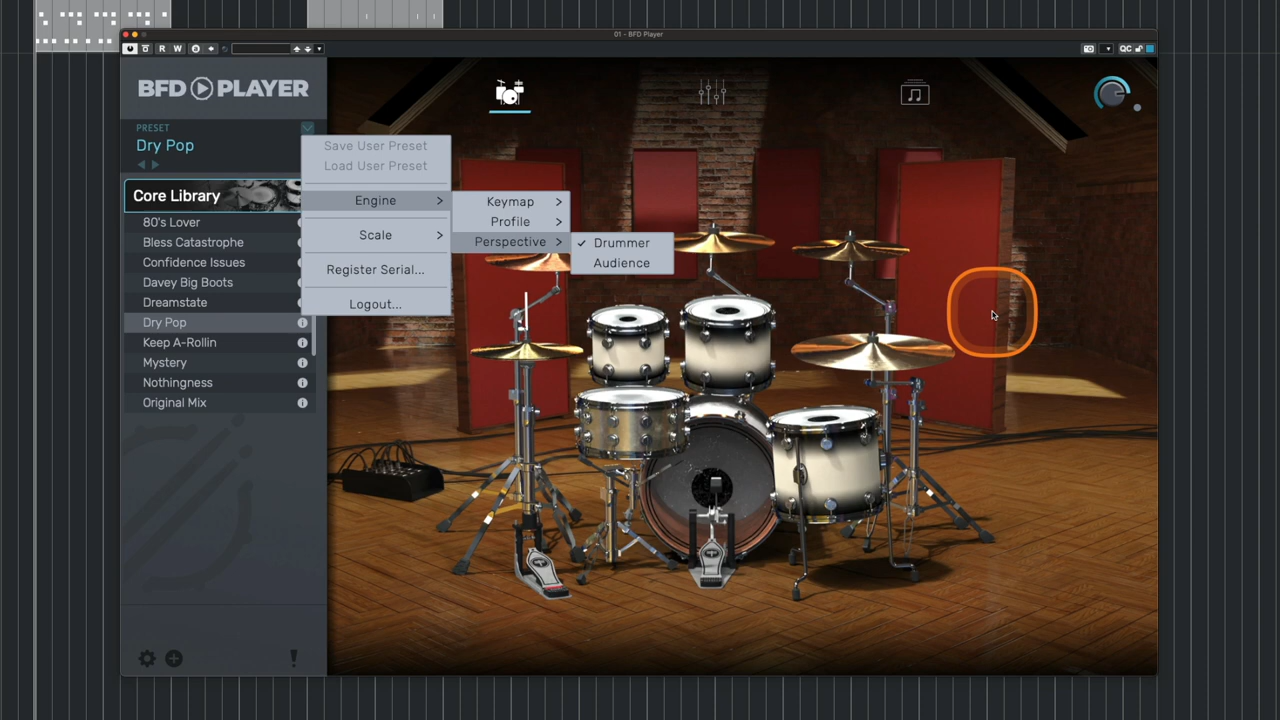 01 - BFD Player
R W
QC
BFD PLAYER
PRESET
Dry Pop
Save User Preset
Load User Preset
Engine
Scale
Register Serial...
Logout...
Keymap
Profile
Perspective
Drummer
Audience
Core Library
80's Lover
Bless Catastrophe
Confidence Issues
Davey Big Boots
Dreamstate
Dry Pop
Keep A-Rollin
Mystery
Nothingness
Original Mix